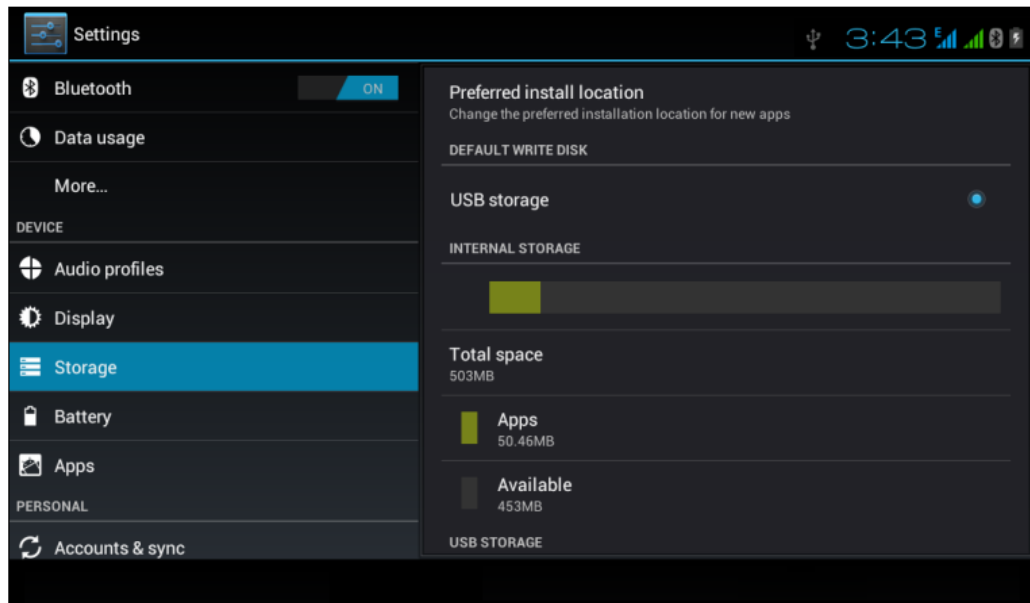 Settings
3:43
E
Bluetooth
ON
Data usage
More...
DEVICE
Audio profiles
Display
Storage
Battery
Apps
PERSONAL
Accounts & sync
Preferred install location
Change the preferred installation location for new apps
DEFAULT WRITE DISK
USB storage
INTERNAL STORAGE
Total space
503MB
Apps
50.46MB
Available
453MB
USB STORAGE